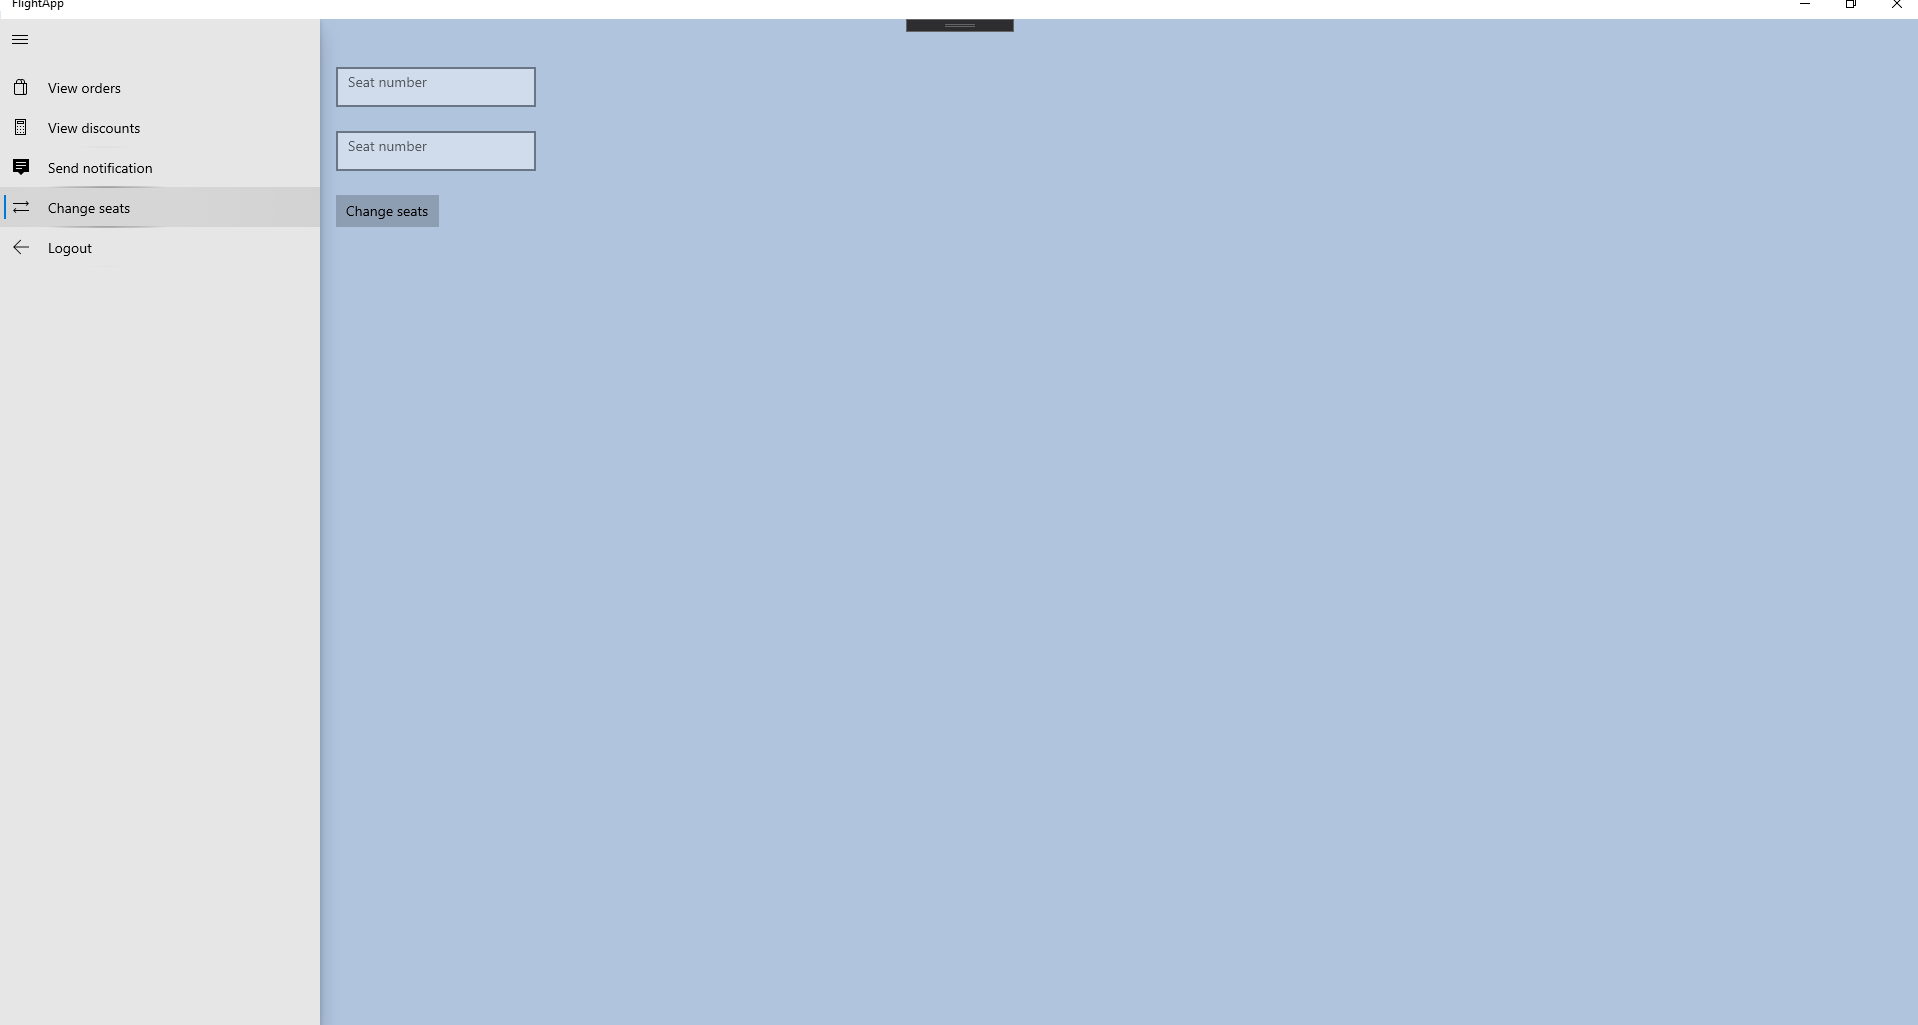 FlightApp
View orders
View discounts
Send notification
Change seats
Logout
Seat number
Seat number
Change seats